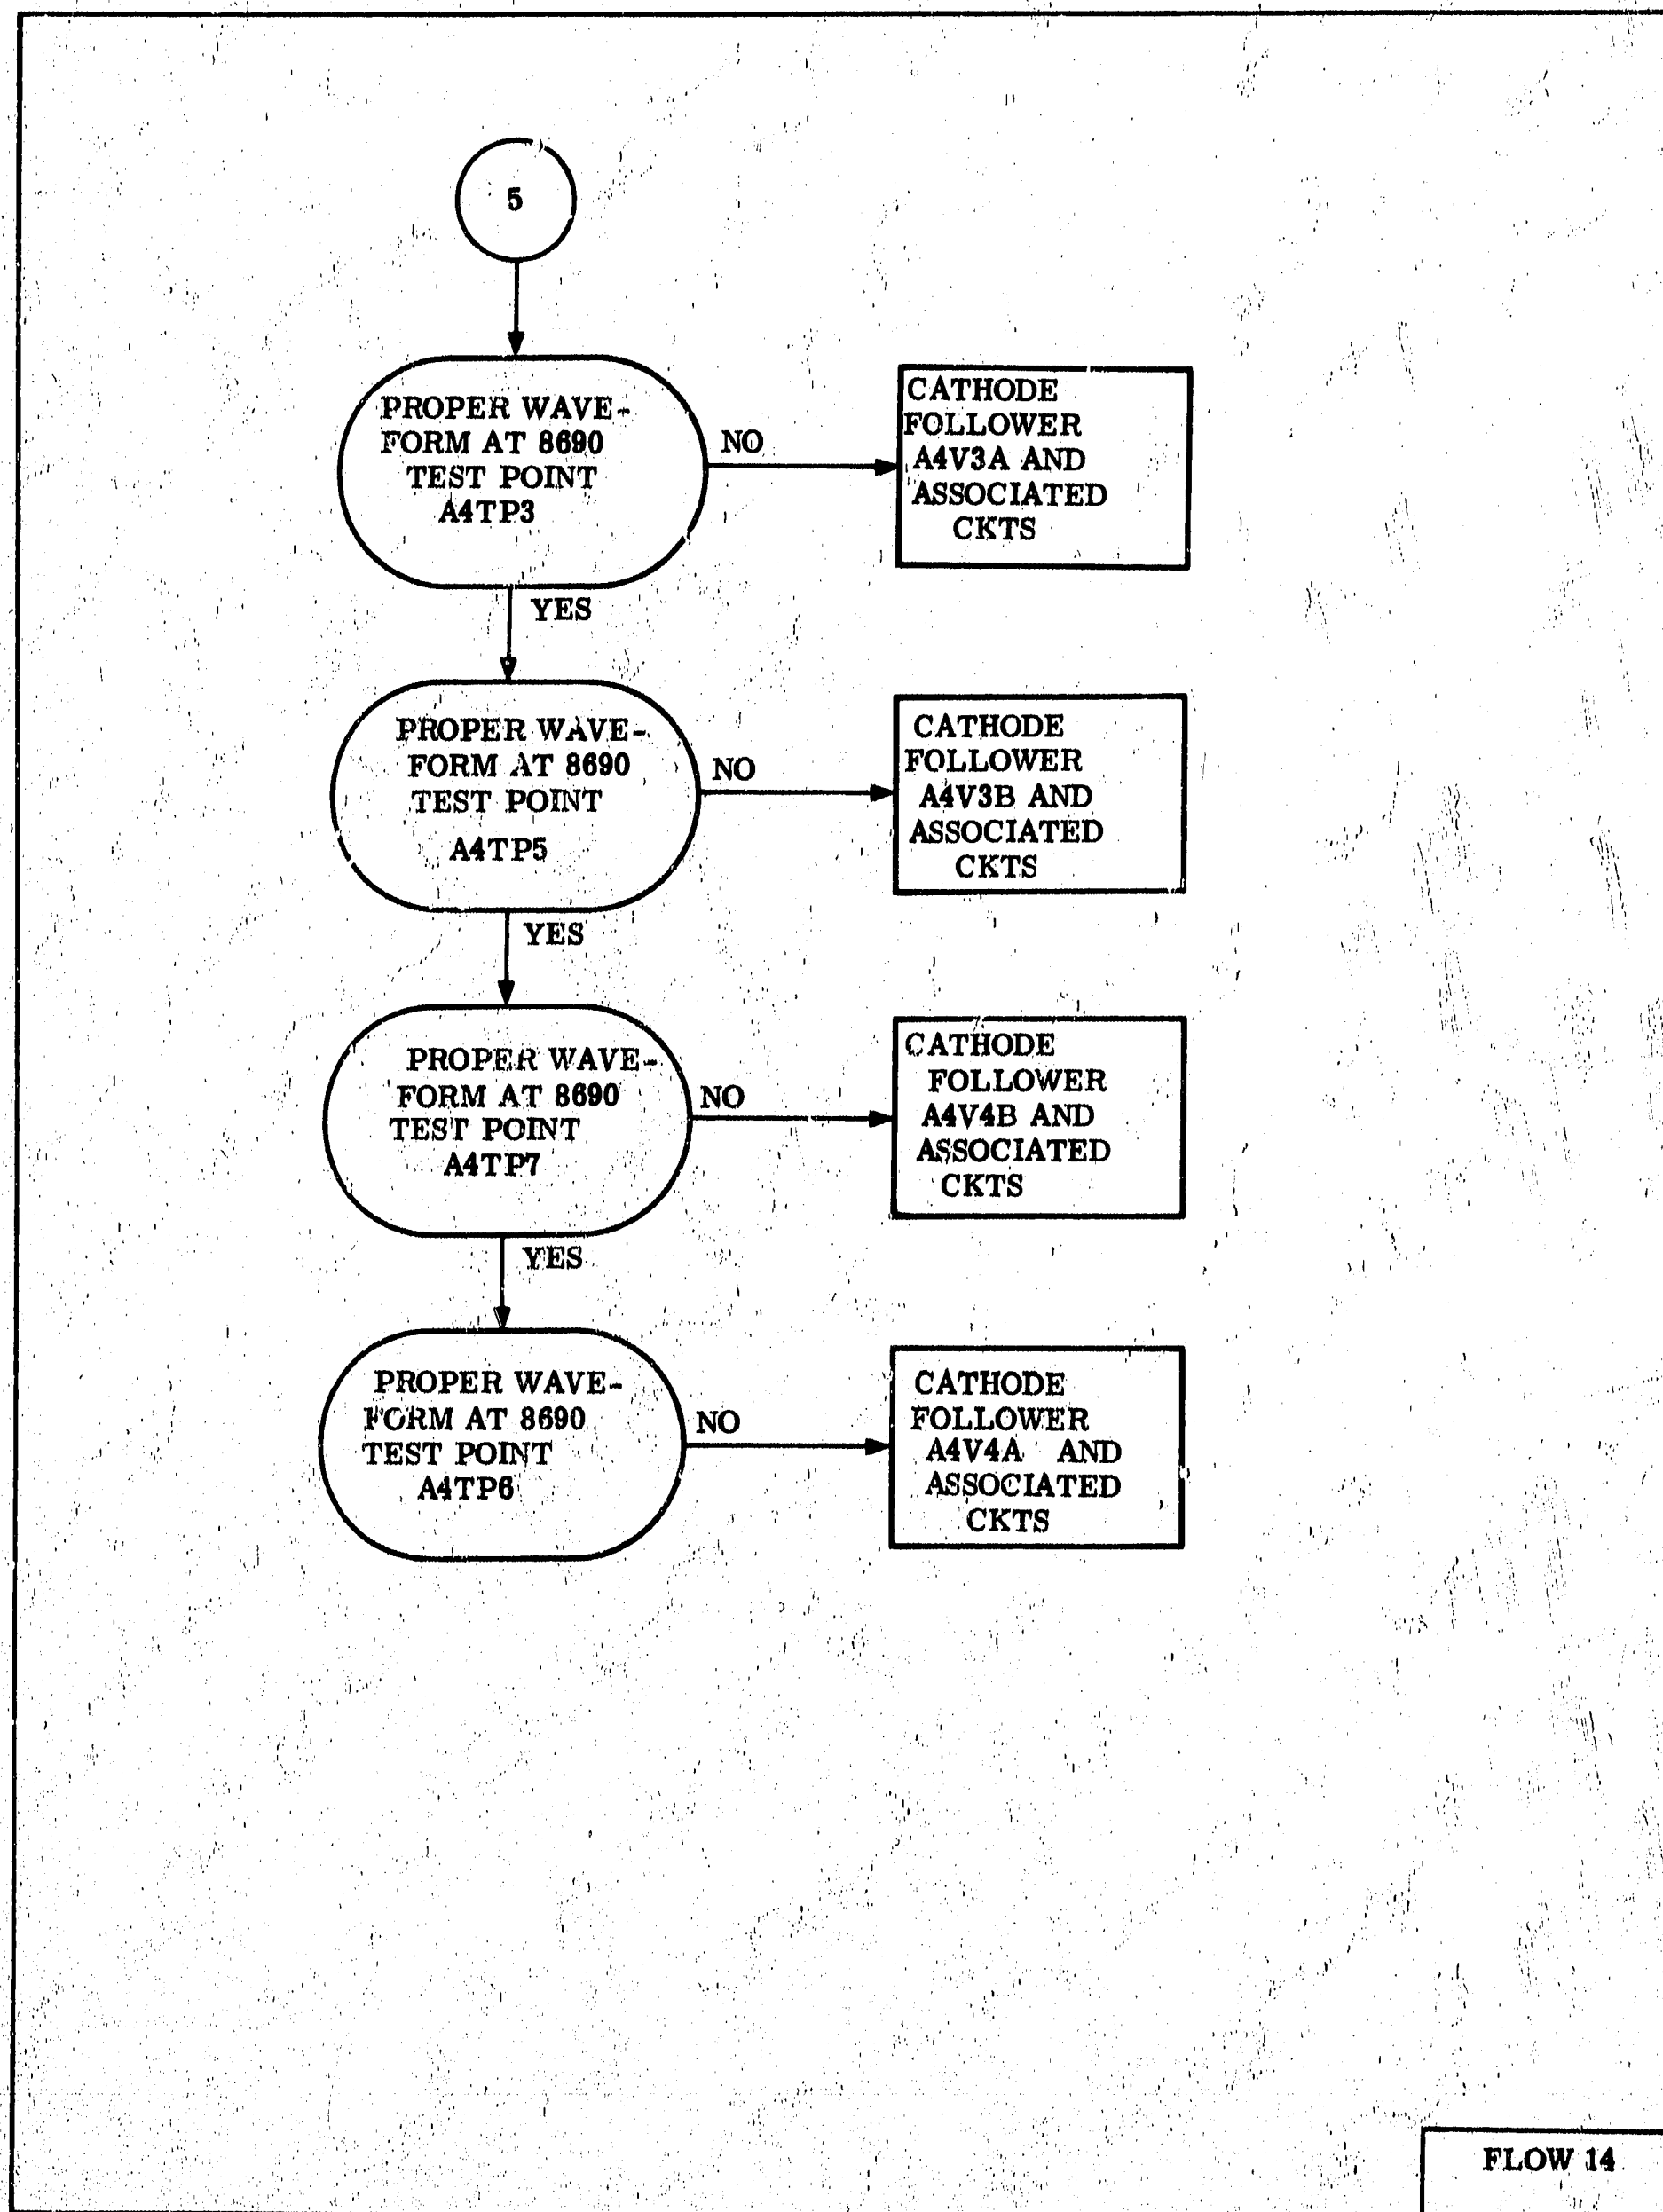 5
PROPER WAVE-
FORM AT 8690
TEST POINT
A4TP3
NO
CATHODE
FOLLOWER
A4V3A AND
ASSOCIATED
CKTS
YES
PROPER WAVE-
FORM AT 8690
TEST POINT
A4TP5
NO
CATHODE
FOLLOWER
A4V3B AND
ASSOCIATED
CKTS
YES
PROPER WAVE-
FORM AT 8690
TEST POINT
A4TP7
NO
CATHODE
FOLLOWER
A4V4B AND
ASSOCIATED
CKTS
YES
PROPER WAVE-
FORM AT 8690
TEST POINT
A4TP6
NO
CATHODE
FOLLOWER
A4V4A AND
ASSOCIATED
CKTS
FLOW 14